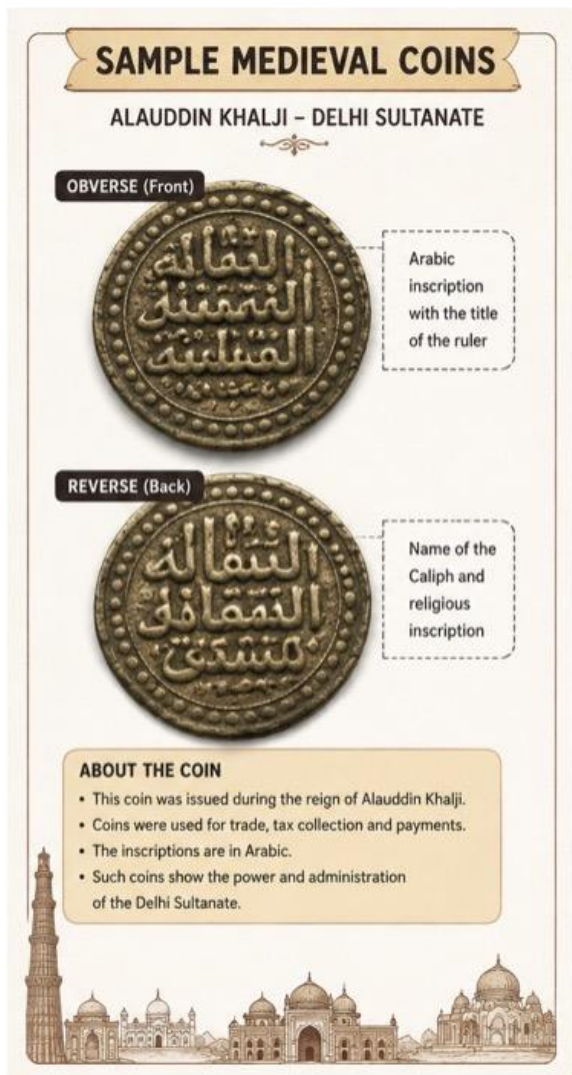 SAMPLE MEDIEVAL COINS
ALAUDDIN KHALJI – DELHI SULTANATE
OBVERSE (Front)
Arabic
inscription
with the title
of the ruler
REVERSE (Back)
Name of the
Caliph and
religious
inscription
ABOUT THE COIN
• This coin was issued during the reign of Alauddin Khalji.
• Coins were used for trade, tax collection and payments.
• The inscriptions are in Arabic.
• Such coins show the power and administration
of the Delhi Sultanate.